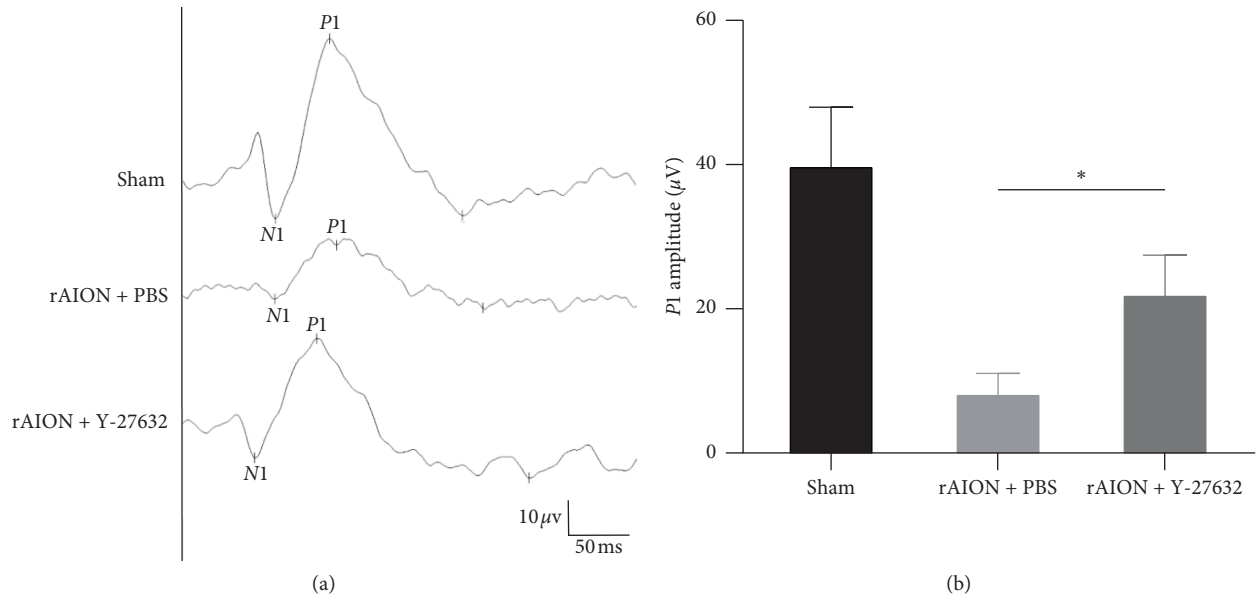 P1
Sham
N1
P1
rAION + PBS
N1
P1
rAION + Y-27632
N1
10 μv
50 ms
(a)
60
40
20
0
P1 amplitude (μV)
*
Sham
rAION + PBS
rAION + Y-27632
(b)